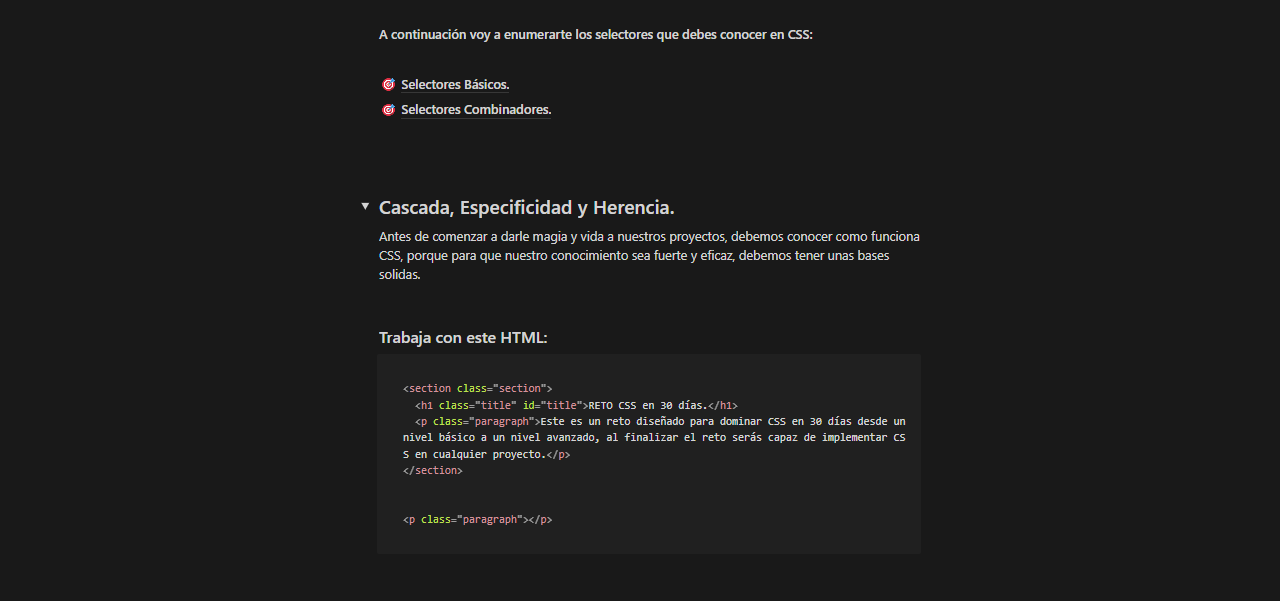 A continuación voy a enumerarte los selectores que debes conocer en CSS:
Selectores Básicos.
Selectores Combinadores.
Cascada, Especificidad y Herencia.
Antes de comenzar a darle magia y vida a nuestros proyectos, debemos conocer como funciona
CSS, porque para que nuestro conocimiento sea fuerte y eficaz, debemos tener unas bases
solidas.
Trabaja con este HTML:
<section class="section">
<h1 class="title" id="title">RETO CSS en 30 días.</h1>
<p class="paragraph">Este es un reto diseñado para dominar CSS en 30 días desde un
nivel básico a un nivel avanzado, al finalizar el reto serás capaz de implementar CS
S en cualquier proyecto.</p>
</section>
<p class="paragraph"></p>